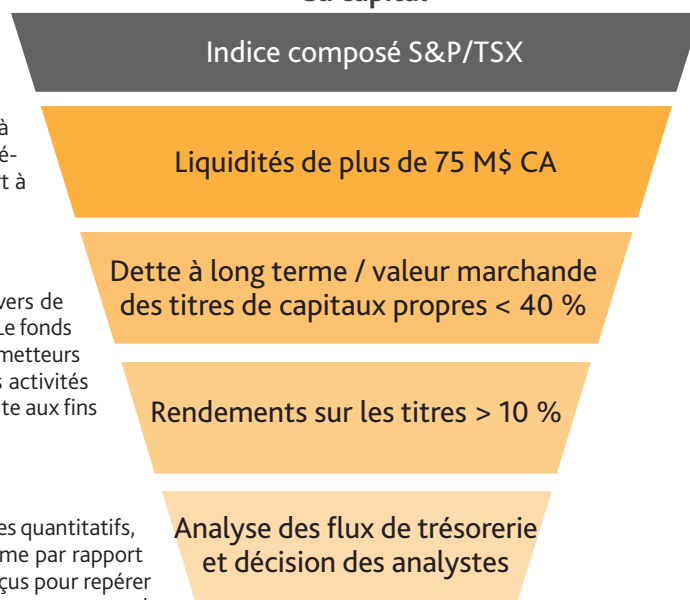 du capital
Indice composé S&P/TSX
à
é-
t à
Liquidités de plus de 75 M$ CA
Dette à long terme / valeur marchande
des titres de capitaux propres < 40 %
vers de
Le fonds
metteurs
s activités
te aux fins
Rendements sur les titres > 10 %
es quantitatifs,
me par rapport
çus pour repérer
Analyse des flux de trésorerie
et décision des analystes